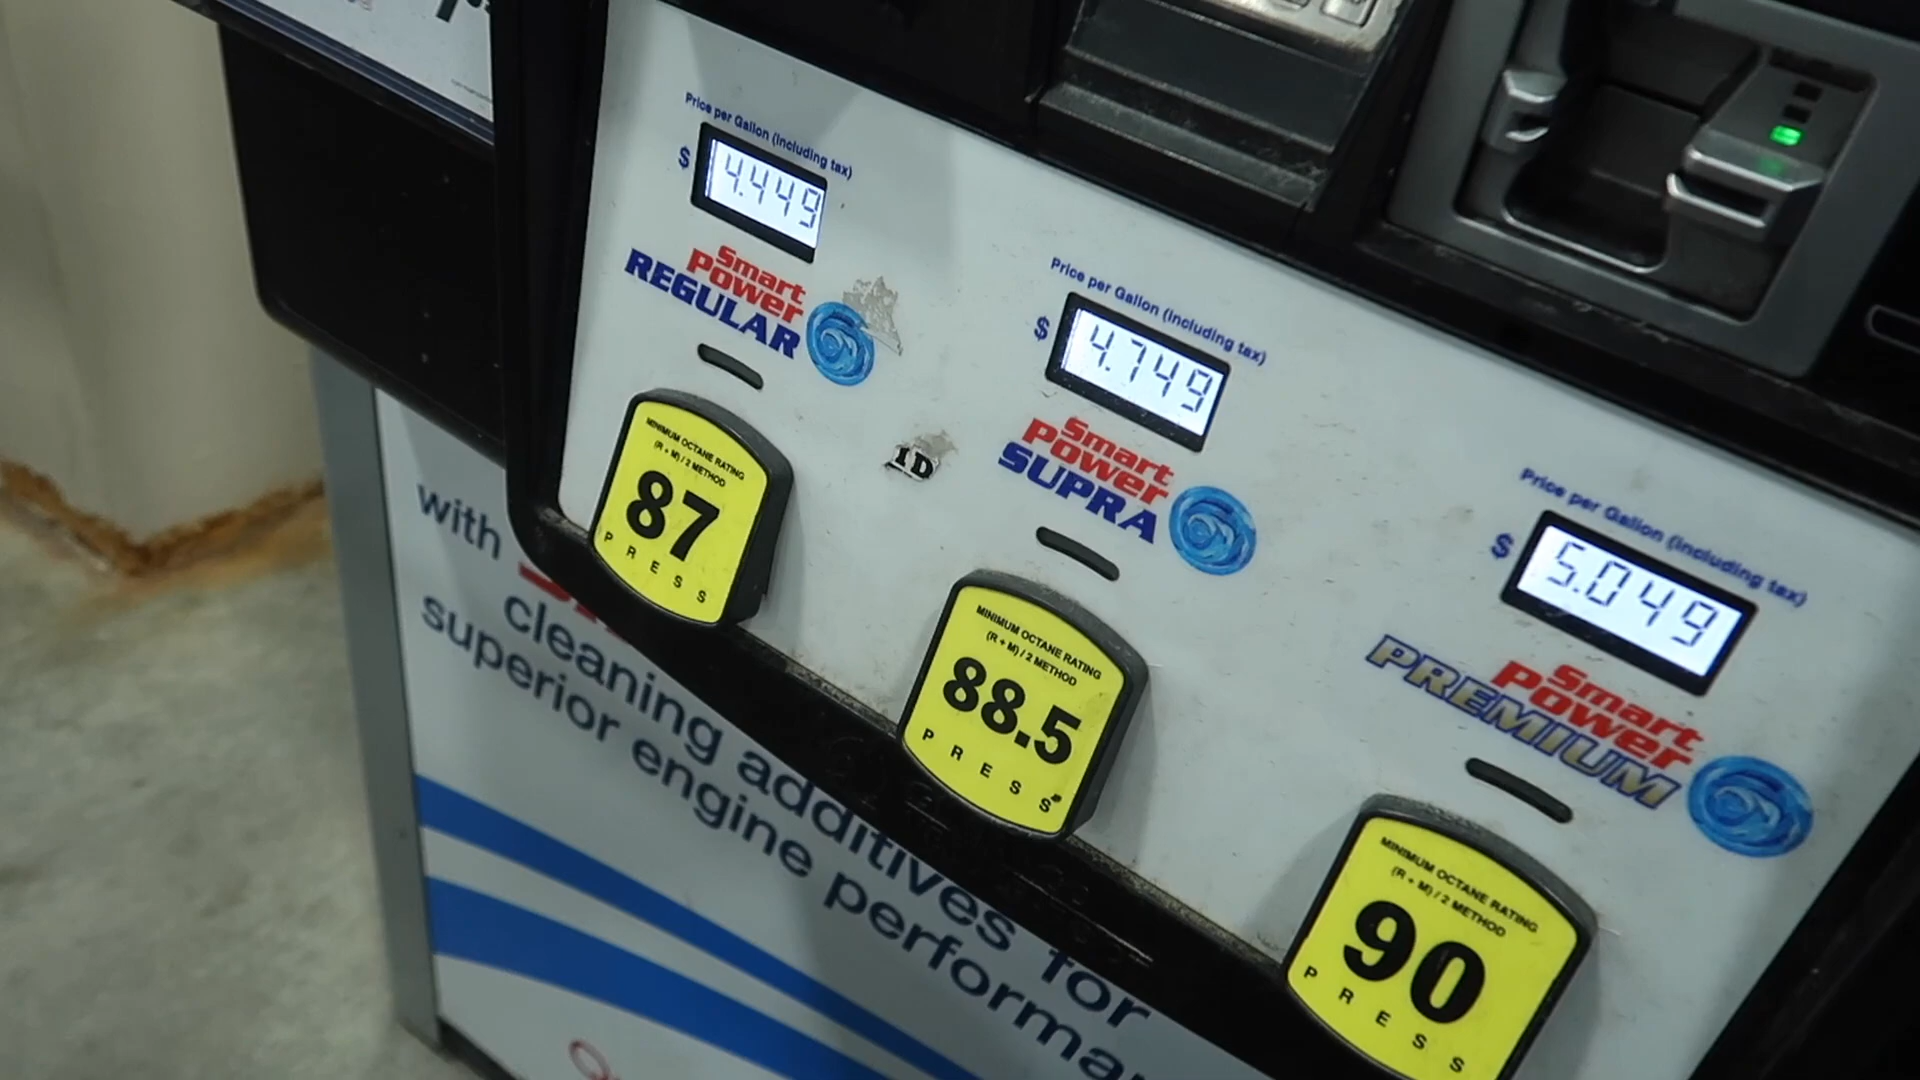 Price per Gallon (including tax)
$ 4.449
Smart
Power
REGULAR
MINIMUM OCTANE RATING
(R + M) / 2 METHOD
87
PRESS
ID
Price per Gallon (including tax)
$ 4.749
Smart
Power
SUPRA
MINIMUM OCTANE RATING
(R + M) / 2 METHOD
88.5
PRESS
Price per Gallon (including tax)
$ 5.049
Smart
Power
PREMIUM
MINIMUM OCTANE RATING
(R + M) / 2 METHOD
90
PRESS
with
cleaning additives for
superior engine